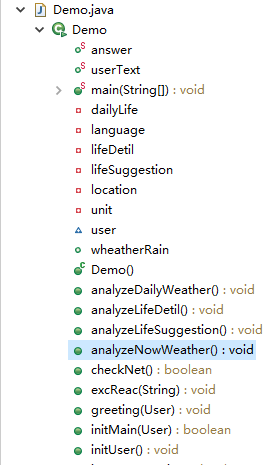 Demo.java
Demo
answer
userText
main(String[]) : void
dailyLife
language
lifeDetil
lifeSuggestion
location
unit
user
wheatherRain
Demo()
analyzeDailyWeather() : void
analyzeLifeDetil() : void
analyzeLifeSuggestion() : void
analyzeNowWeather() : void
checkNet() : boolean
excReac(String) : void
greeting(User) : void
initMain(User) : boolean
initUser() : void